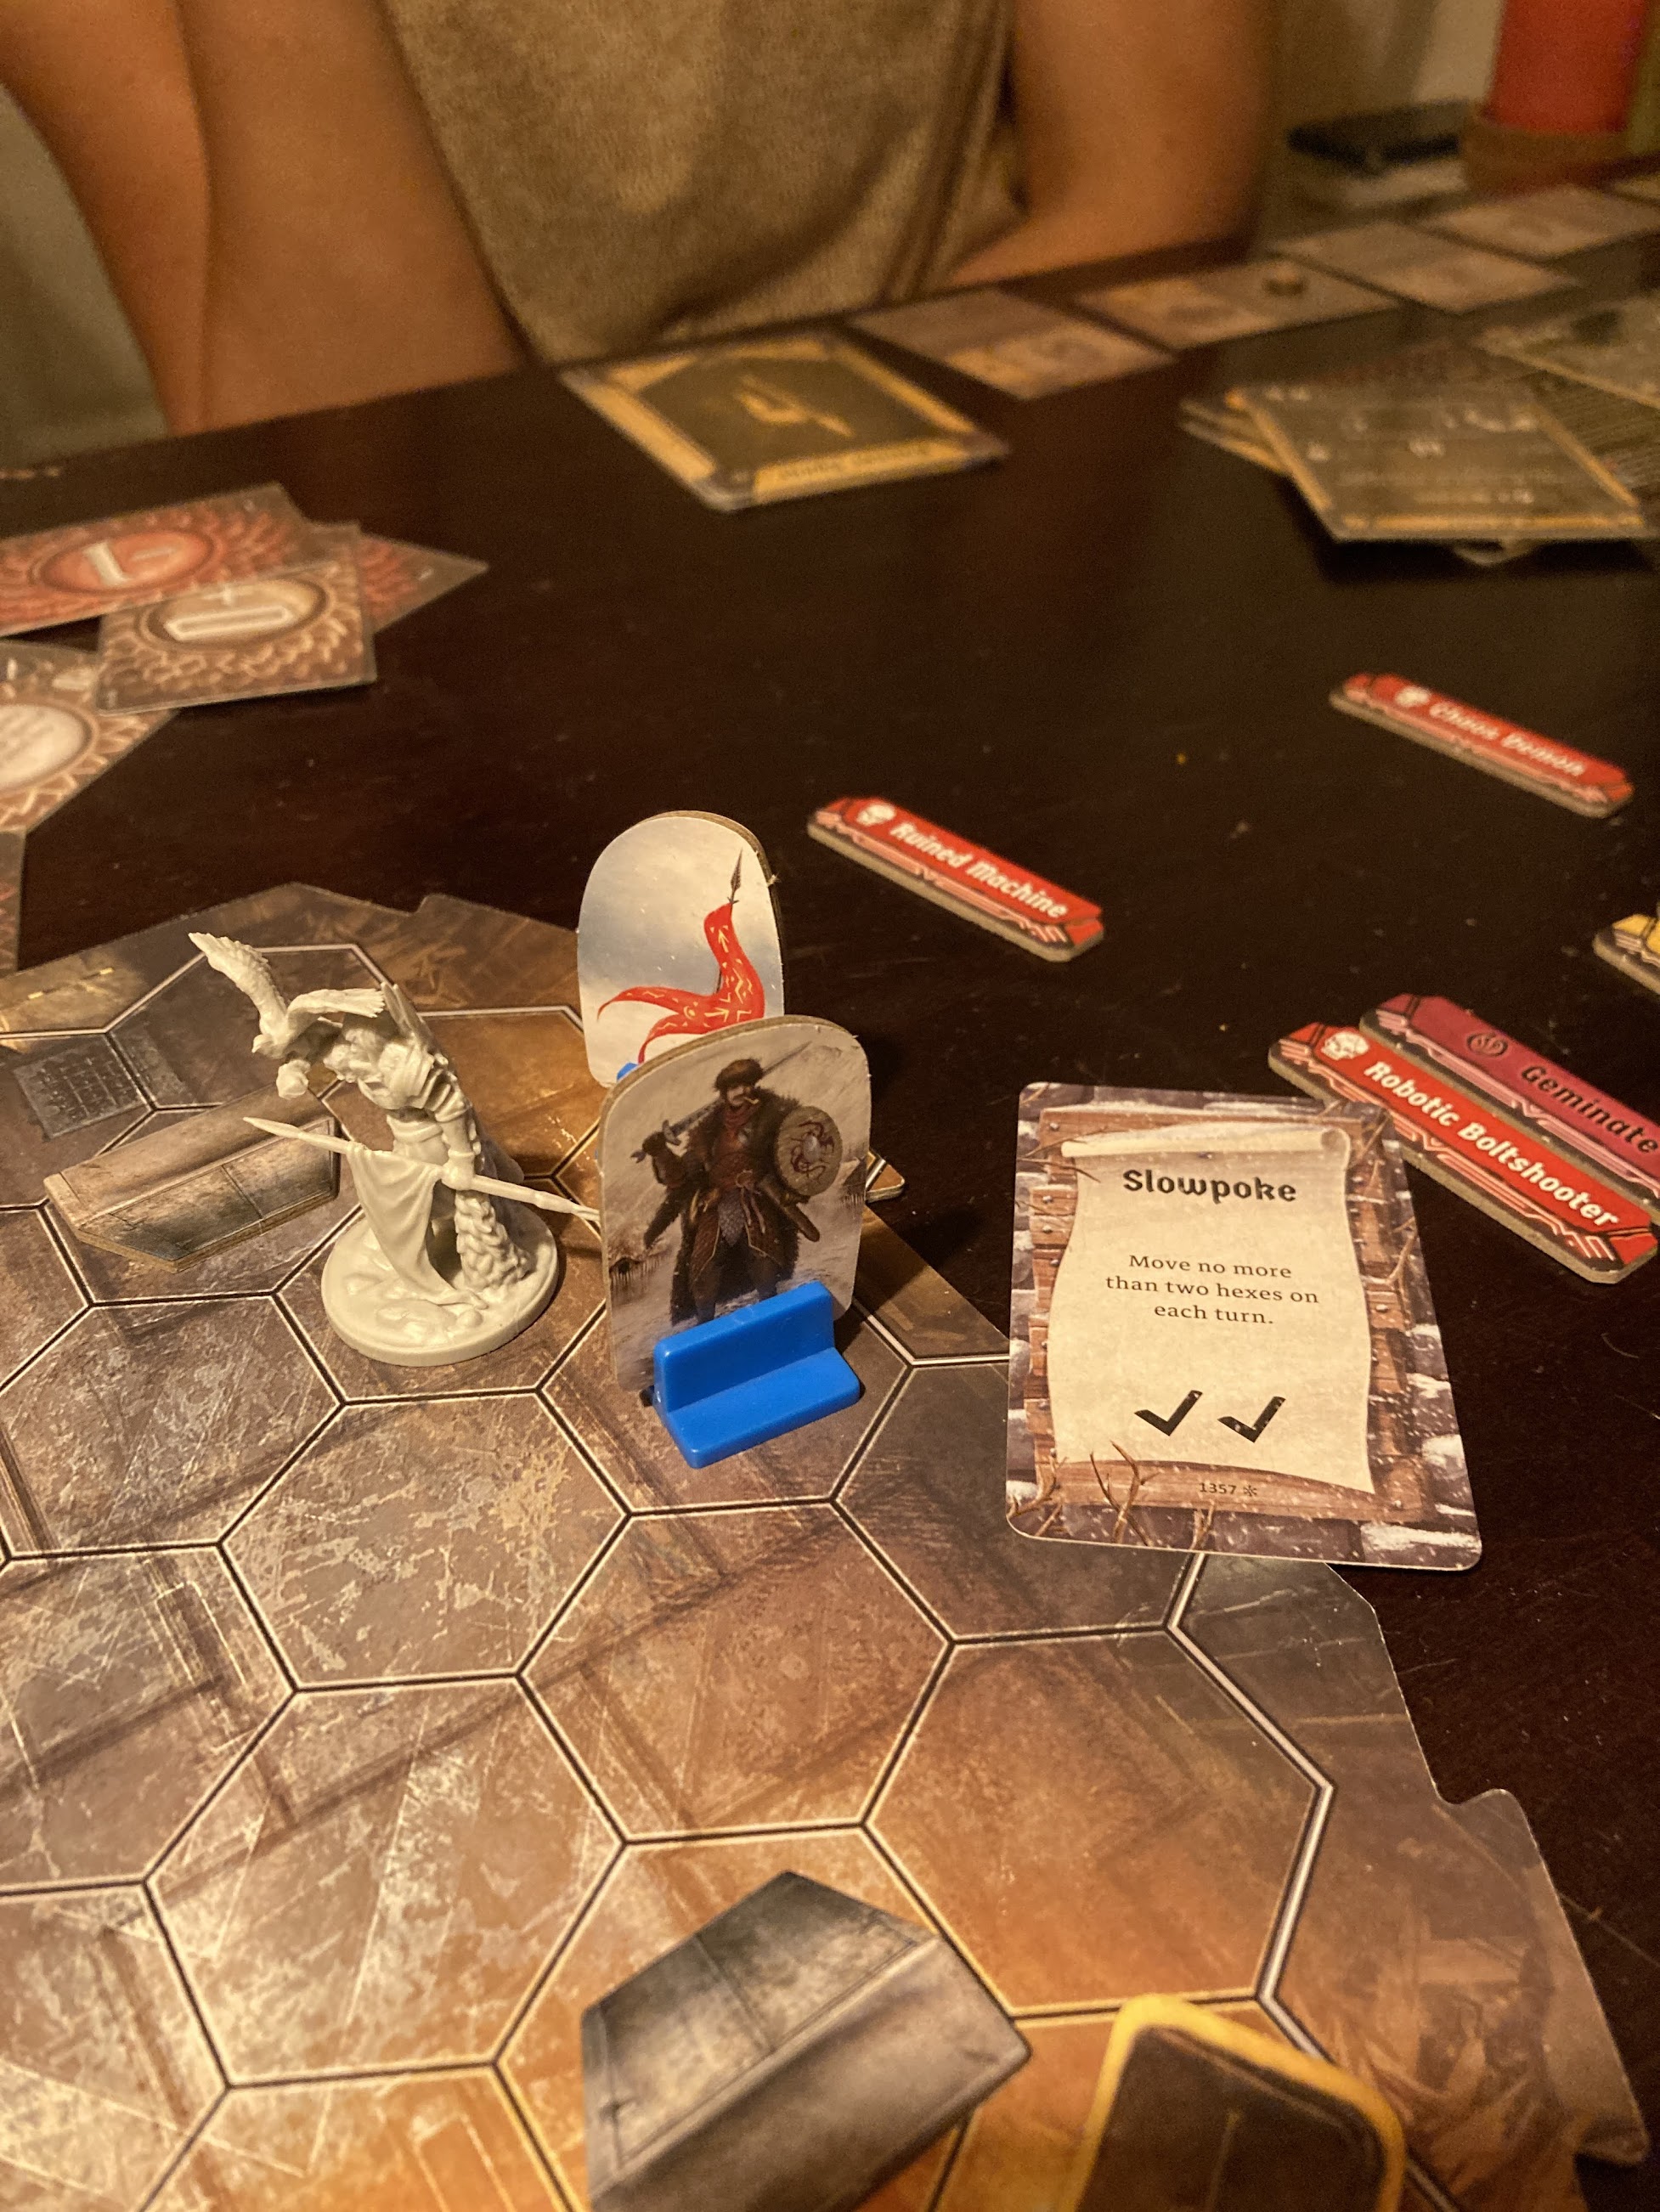 Chaos Demon
Ruined Machine
Geminate
Robotic Boltshooter
Slowpoke
Move no more
than two hexes on
each turn.
1357